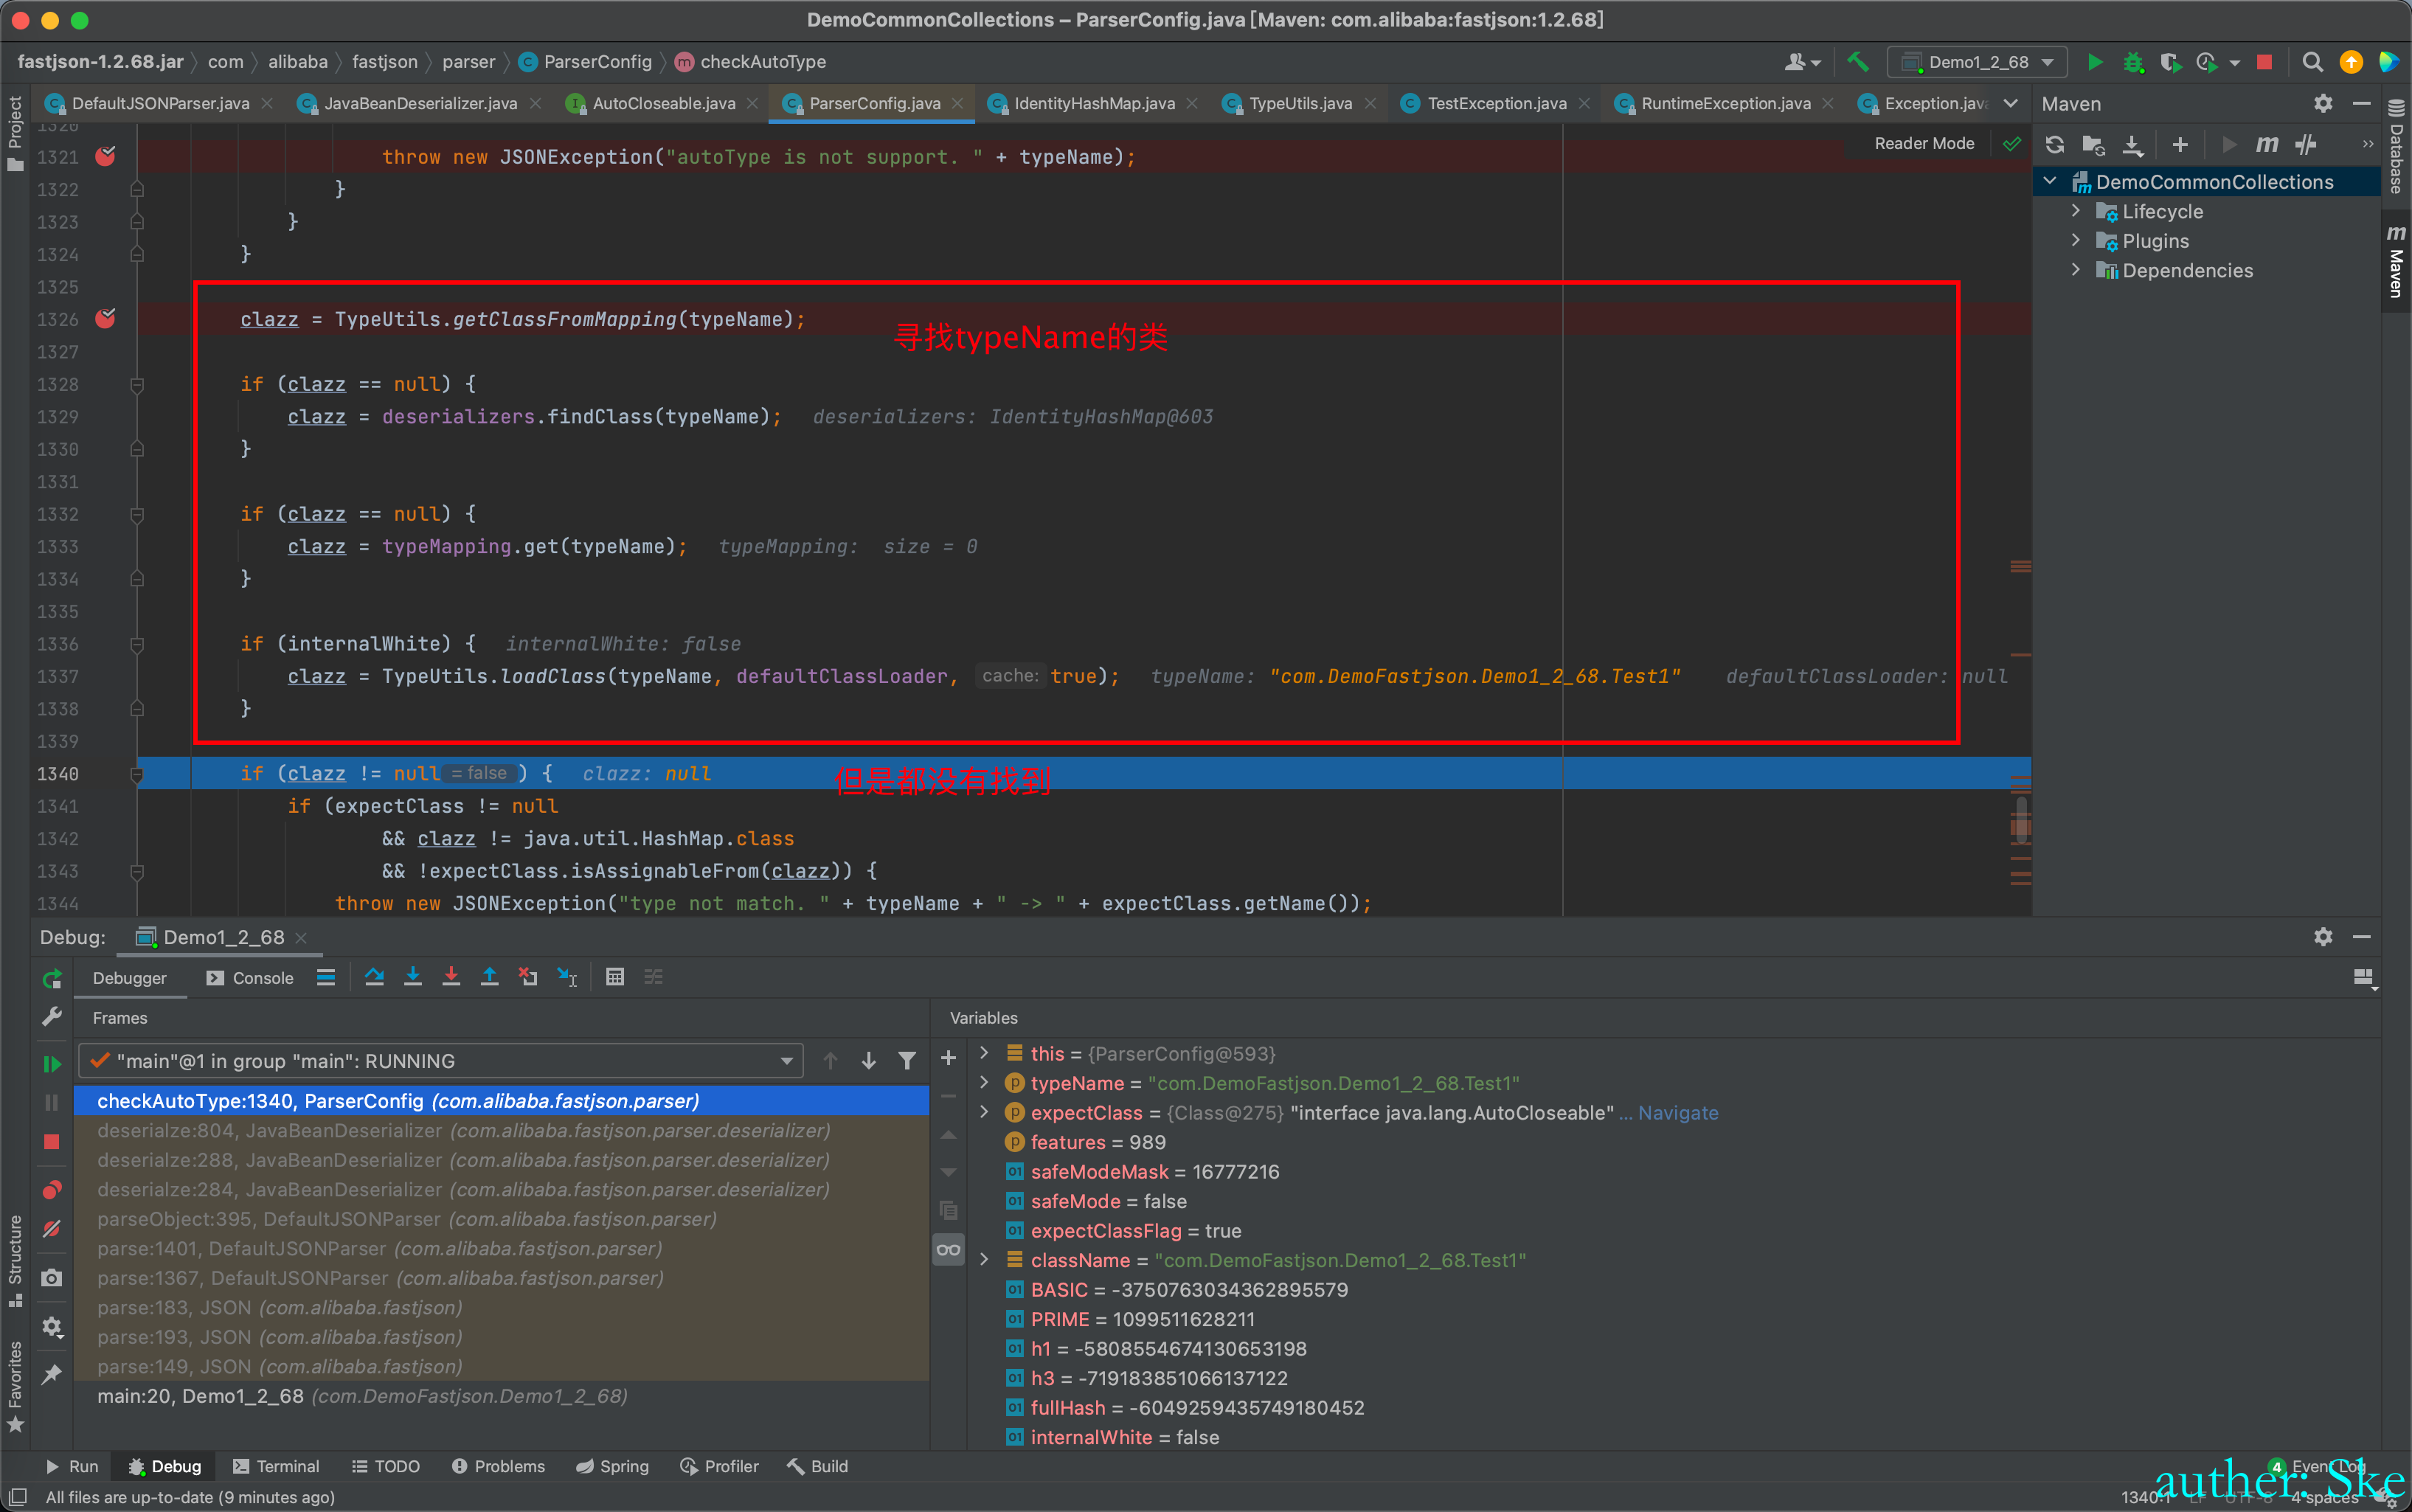 DemoCommonCollections – ParserConfig.java [Maven: com.alibaba:fastjson:1.2.68]
fastjson-1.2.68.jar com alibaba fastjson parser ParserConfig checkAutoType
Demo1_2_68
DefaultJSONParser.java JavaBeanDeserializer.java AutoCloseable.java ParserConfig.java IdentityHashMap.java TypeUtils.java TestException.java RuntimeException.java Exception.java
Maven
Reader Mode
DemoCommonCollections
Lifecycle
Plugins
Dependencies
Project
Database
Maven
1320
1321 throw new JSONException("autoType is not support. " + typeName);
1322 }
1323 }
1324 }
1325
1326 clazz = TypeUtils.getClassFromMapping(typeName);
寻找typeName的类
1327
1328 if (clazz == null) {
1329 clazz = deserializers.findClass(typeName); deserializers: IdentityHashMap@603
1330 }
1331
1332 if (clazz == null) {
1333 clazz = typeMapping.get(typeName); typeMapping: size = 0
1334 }
1335
1336 if (internalWhite) { internalWhite: false
1337 clazz = TypeUtils.loadClass(typeName, defaultClassLoader, cache: true); typeName: "com.DemoFastjson.Demo1_2_68.Test1" defaultClassLoader: null
1338 }
1339
1340 if (clazz != null = false ) { clazz: null
但是都没有找到
1341 if (expectClass != null
1342 && clazz != java.util.HashMap.class
1343 && !expectClass.isAssignableFrom(clazz)) {
1344 throw new JSONException("type not match. " + typeName + " -> " + expectClass.getName());
Debug: Demo1_2_68
Debugger Console
Frames
"main"@1 in group "main": RUNNING
checkAutoType:1340, ParserConfig (com.alibaba.fastjson.parser)
deserialze:804, JavaBeanDeserializer (com.alibaba.fastjson.parser.deserializer)
deserialze:288, JavaBeanDeserializer (com.alibaba.fastjson.parser.deserializer)
deserialze:284, JavaBeanDeserializer (com.alibaba.fastjson.parser.deserializer)
parseObject:395, DefaultJSONParser (com.alibaba.fastjson.parser)
parse:1401, DefaultJSONParser (com.alibaba.fastjson.parser)
parse:1367, DefaultJSONParser (com.alibaba.fastjson.parser)
parse:183, JSON (com.alibaba.fastjson)
parse:193, JSON (com.alibaba.fastjson)
parse:149, JSON (com.alibaba.fastjson)
main:20, Demo1_2_68 (com.DemoFastjson.Demo1_2_68)
Variables
this = {ParserConfig@593}
typeName = "com.DemoFastjson.Demo1_2_68.Test1"
expectClass = {Class@275} "interface java.lang.AutoCloseable" ... Navigate
features = 989
safeModeMask = 16777216
safeMode = false
expectClassFlag = true
className = "com.DemoFastjson.Demo1_2_68.Test1"
BASIC = -3750763034362895579
PRIME = 1099511628211
h1 = -5808554674130653198
h3 = -719183851066137122
fullHash = -6049259435749180452
internalWhite = false
Structure
Favorites
Run Debug Terminal TODO Problems Spring Profiler Build
4 Event Log
All files are up-to-date (9 minutes ago)
1340:1 LF UTF-8 4 spaces
auther: Ske